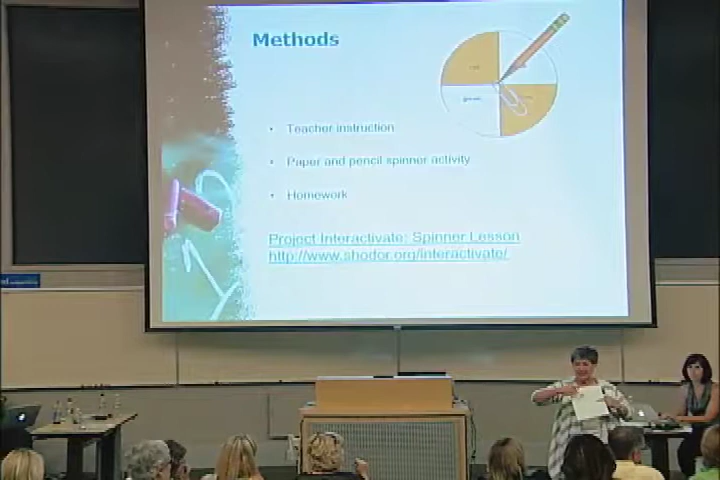 Methods
• Teacher instruction
• Paper and pencil spinner activity
• Homework
Project Interactivate: Spinner Lesson
http://www.shodor.org/interactivate/